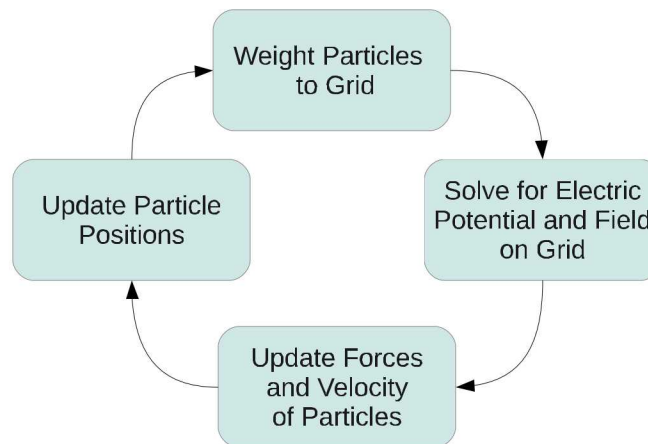 Weight Particles
to Grid
Solve for Electric
Potential and Field
on Grid
Update Forces
and Velocity
of Particles
Update Particle
Positions